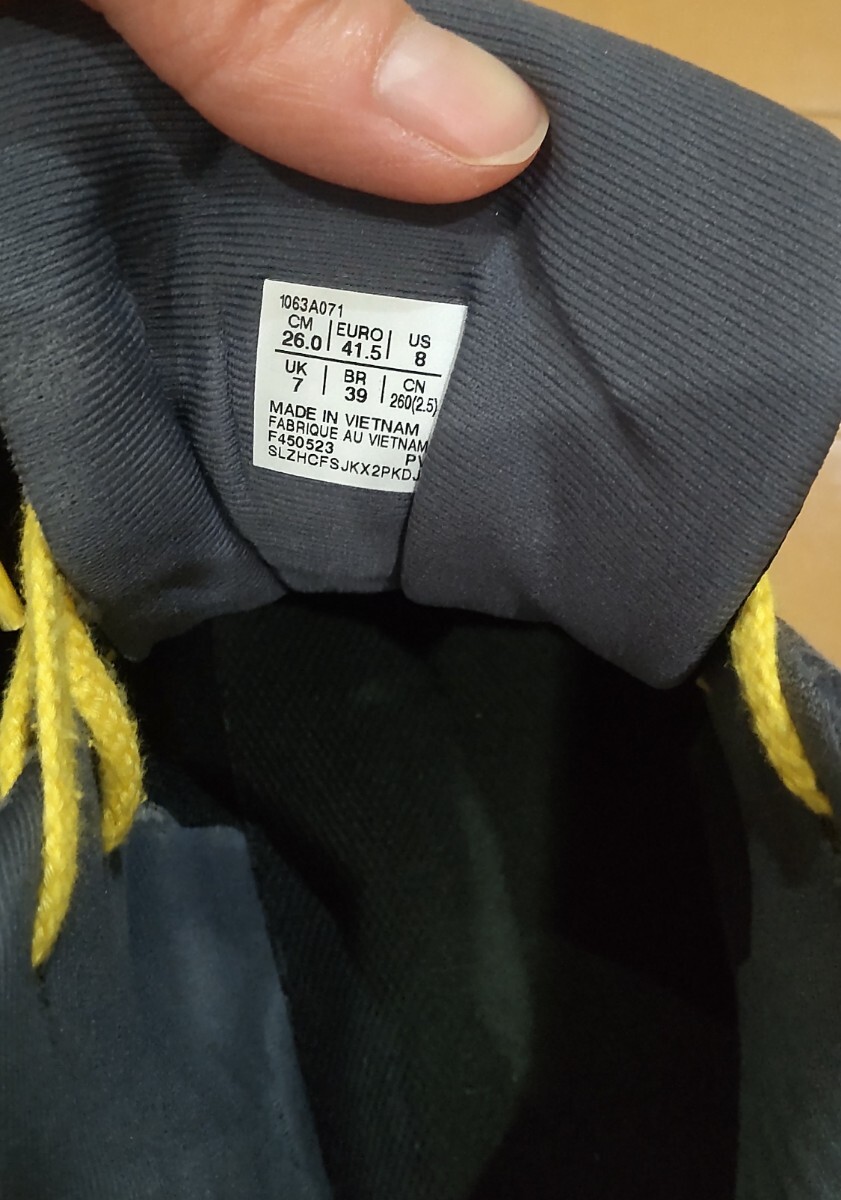 1063A071
CM EURO US
26.0 41.5 8
UK BR CN
7 39 260(2.5)
MADE IN VIETNAM
FABRIQUE AU VIETNAM
F450523
SLZHCFSJKX2PKDJ